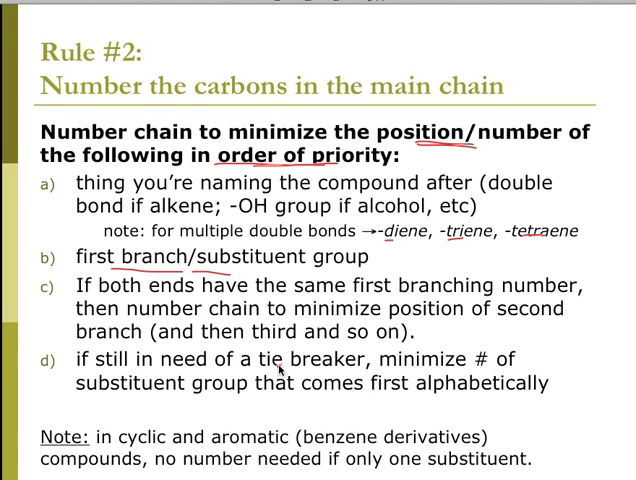 Rule #2:
Number the carbons in the main chain
Number chain to minimize the position/number of
the following in order of priority:
a) thing you’re naming the compound after (double
bond if alkene; -OH group if alcohol, etc)
note: for multiple double bonds →-diene, -triene, -tetraene
b) first branch/substituent group
c) If both ends have the same first branching number,
then number chain to minimize position of second
branch (and then third and so on).
d) if still in need of a tie breaker, minimize # of
substituent group that comes first alphabetically
Note: in cyclic and aromatic (benzene derivatives)
compounds, no number needed if only one substituent.